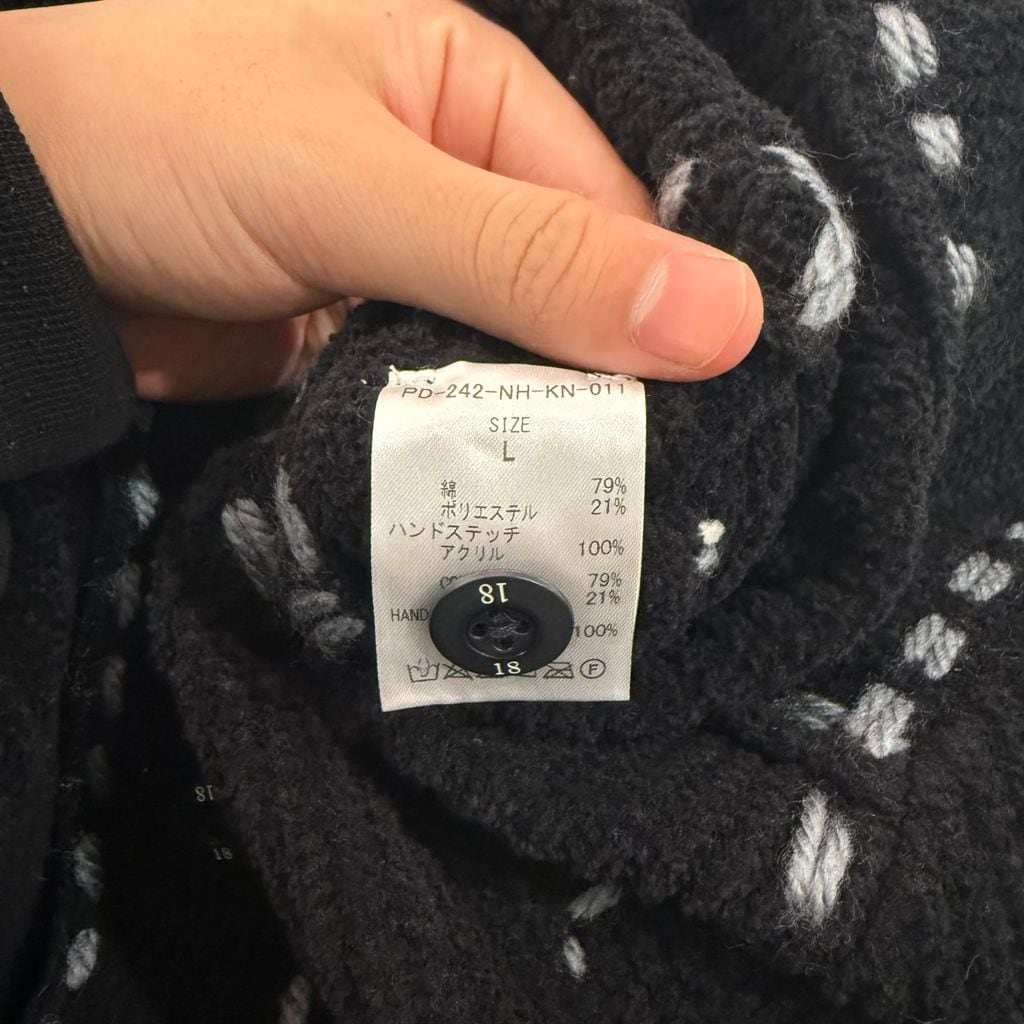 PD-242-NH-KN-011
SIZE
L
綿 79%
ポリエステル 21%
ハンドステッチ
アクリル 100%
79%
21%
HAND
100%
18
18
F
18
18